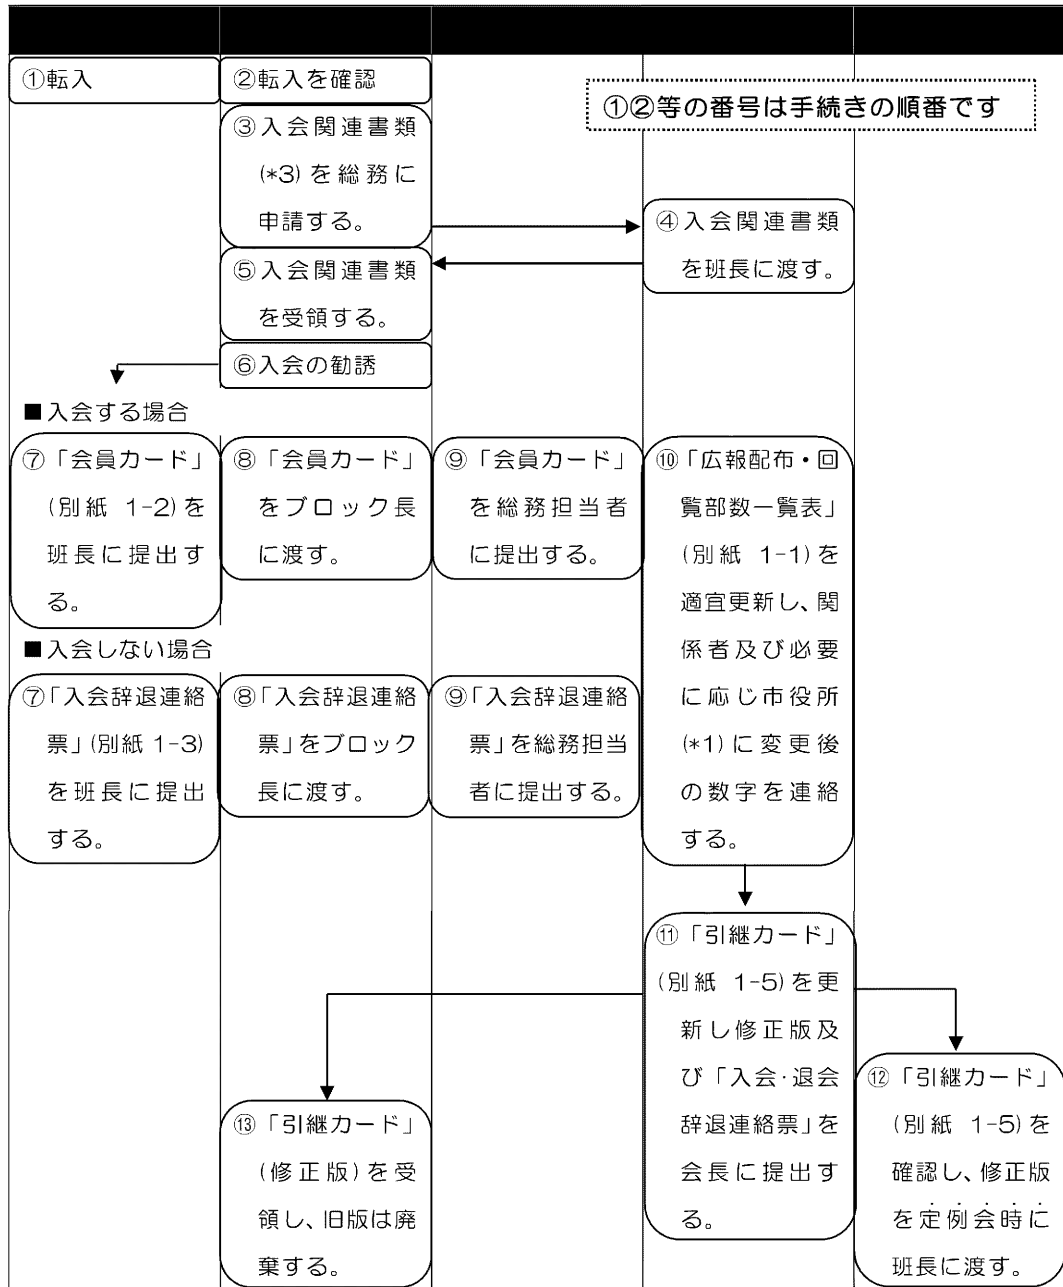 ①転入
②転入を確認
①②等の番号は手続きの順番です
③入会関連書類
(*3)を総務に
申請する。
④入会関連書類
を班長に渡す。
⑤入会関連書類
を受領する。
⑥入会の勧誘
■入会する場合
⑦「会員カード」
(別紙 1-2)を
班長に提出す
る。
⑧「会員カード」
をブロック長
に渡す。
⑨「会員カード」
を総務担当者
に提出する。
⑩「広報配布・回
覧部数一覧表」
(別紙 1-1)を
適宜更新し、関
係者及び必要
に応じ市役所
(*1)に変更後
の数字を連絡
する。
■入会しない場合
⑦「入会辞退連絡
票」(別紙 1-3)
を班長に提出
する。
⑧「入会辞退連絡
票」をブロック
長に渡す。
⑨「入会辞退連絡
票」を総務担当
者に提出する。
⑪「引継カード」
(別紙 1-5)を更
新し修正版及
び「入会·退会
辞退連絡票」を
会長に提出す
る。
⑫「引継カード」
(別紙 1-5)を
確認し、修正版
を定例会時に
班長に渡す。
⑬「引継カード」
(修正版)を受
領し、旧版は廃
棄する。